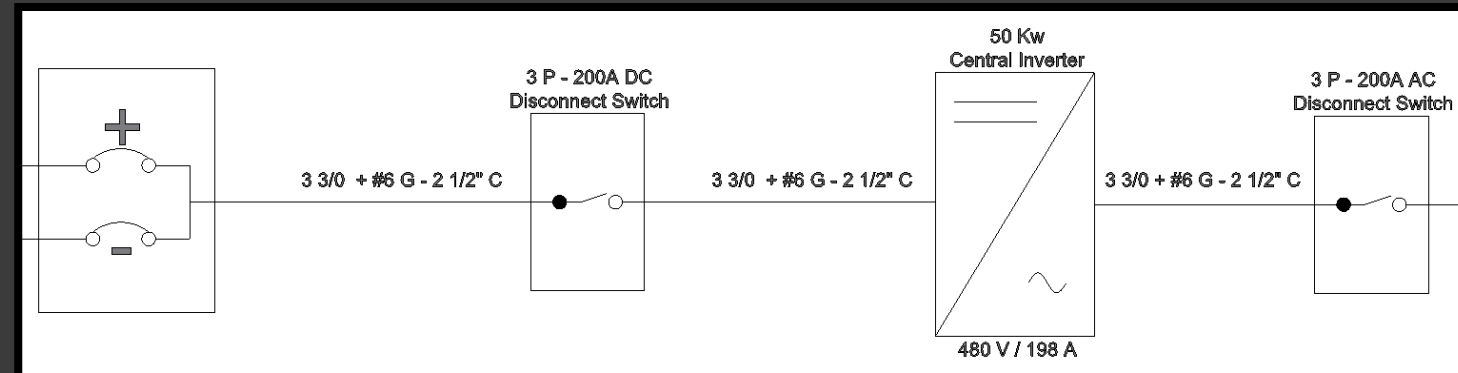 50 Kw
Central Inverter
3 P - 200A DC
Disconnect Switch
3 P - 200A AC
Disconnect Switch
+
3 3/0 + #6 G - 2 1/2" C
3 3/0 + #6 G - 2 1/2" C
3 3/0 + #6 G - 2 1/2" C
-
480 V / 198 A